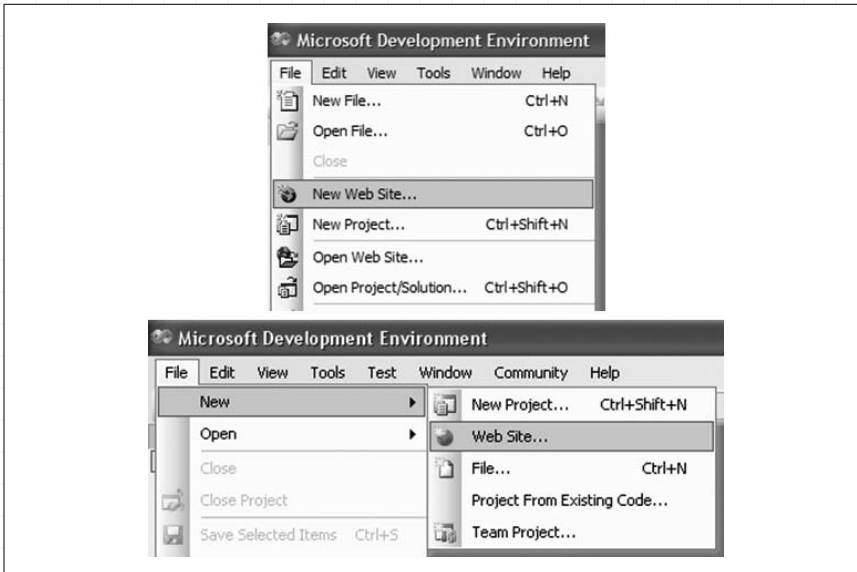 Microsoft Development Environment
File Edit View Tools Window Help
New File... Ctrl+N
Open File... Ctrl+O
Close
New Web Site...
New Project... Ctrl+Shift+N
Open Web Site...
Open Project/Solution... Ctrl+Shift+O
Microsoft Development Environment
File Edit View Tools Test Window Community Help
New New Project... Ctrl+Shift+N
Open Web Site...
Close File... Ctrl+N
Close Project Project From Existing Code...
Save Selected Items Ctrl+S Team Project...